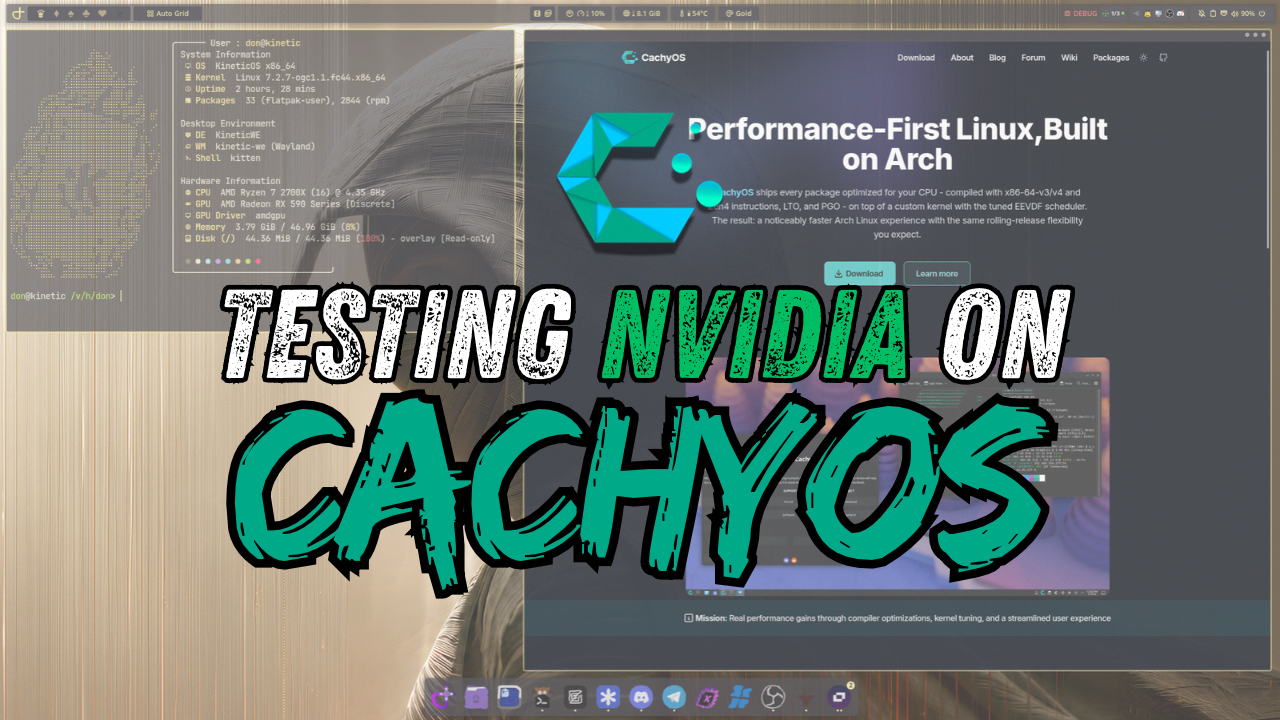 Auto Grid
10%
8.1 GiB
54°C
Gold
DEBUG
1/3
90%
User : don@kinetic
System Information
OS KineticOS x86_64
Kernel Linux 7.2.7-ogc1.1.fc44.x86_64
Uptime 2 hours, 28 mins
Packages 33 (flatpak-user), 2844 (rpm)
Desktop Environment
DE KineticWE
WM kinetic-we (Wayland)
Shell kitten
Hardware Information
CPU AMD Ryzen 7 2700X (16) @ 4.35 GHz
GPU AMD Radeon RX 590 Series [Discrete]
GPU Driver amdgpu
Memory 3.79 GiB / 46.96 GiB (8%)
Disk (/) 44.36 MiB / 44.36 MiB (100%) - overlay [Read-only]
don@kinetic /v/h/don>
CachyOS
Download About Blog Forum Wiki Packages
Performance-First Linux,Built
on Arch
CachyOS ships every package optimized for your CPU - compiled with x86-64-v3/v4 and
instructions, LTO, and PGO - on top of a custom kernel with the tuned EEVDF scheduler.
The result: a noticeably faster Arch Linux experience with the same rolling-release flexibility
you expect.
Download Learn more
TESTING NVIDIA ON
CACHYOS
Mission: Real performance gains through compiler optimizations, kernel tuning, and a streamlined user experience
2